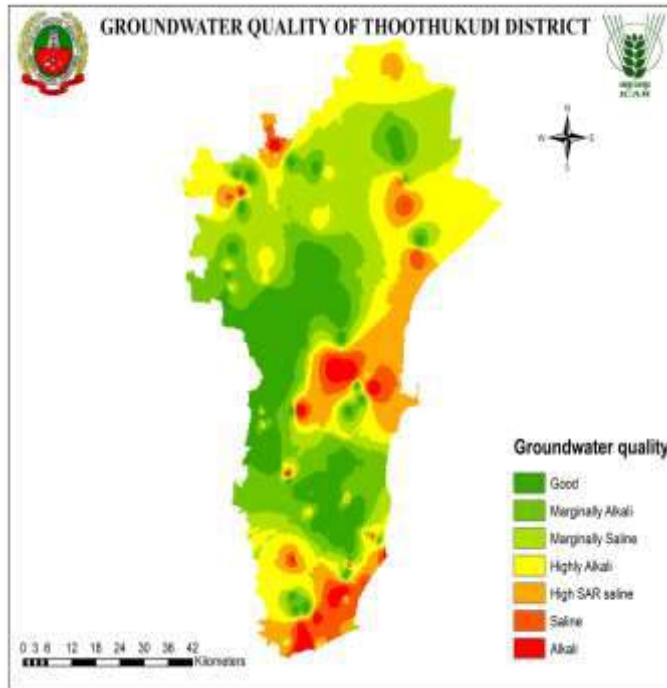 GROUNDWATER QUALITY OF THOOTHUKUDI DISTRICT
ICAR
N
W E
S
Groundwater quality
Good
Marginally Alkali
Marginally Saline
Highly Alkali
High SAR saline
Saline
Alkali
0 3 6 12 18 24 30 36 42
Kilometers